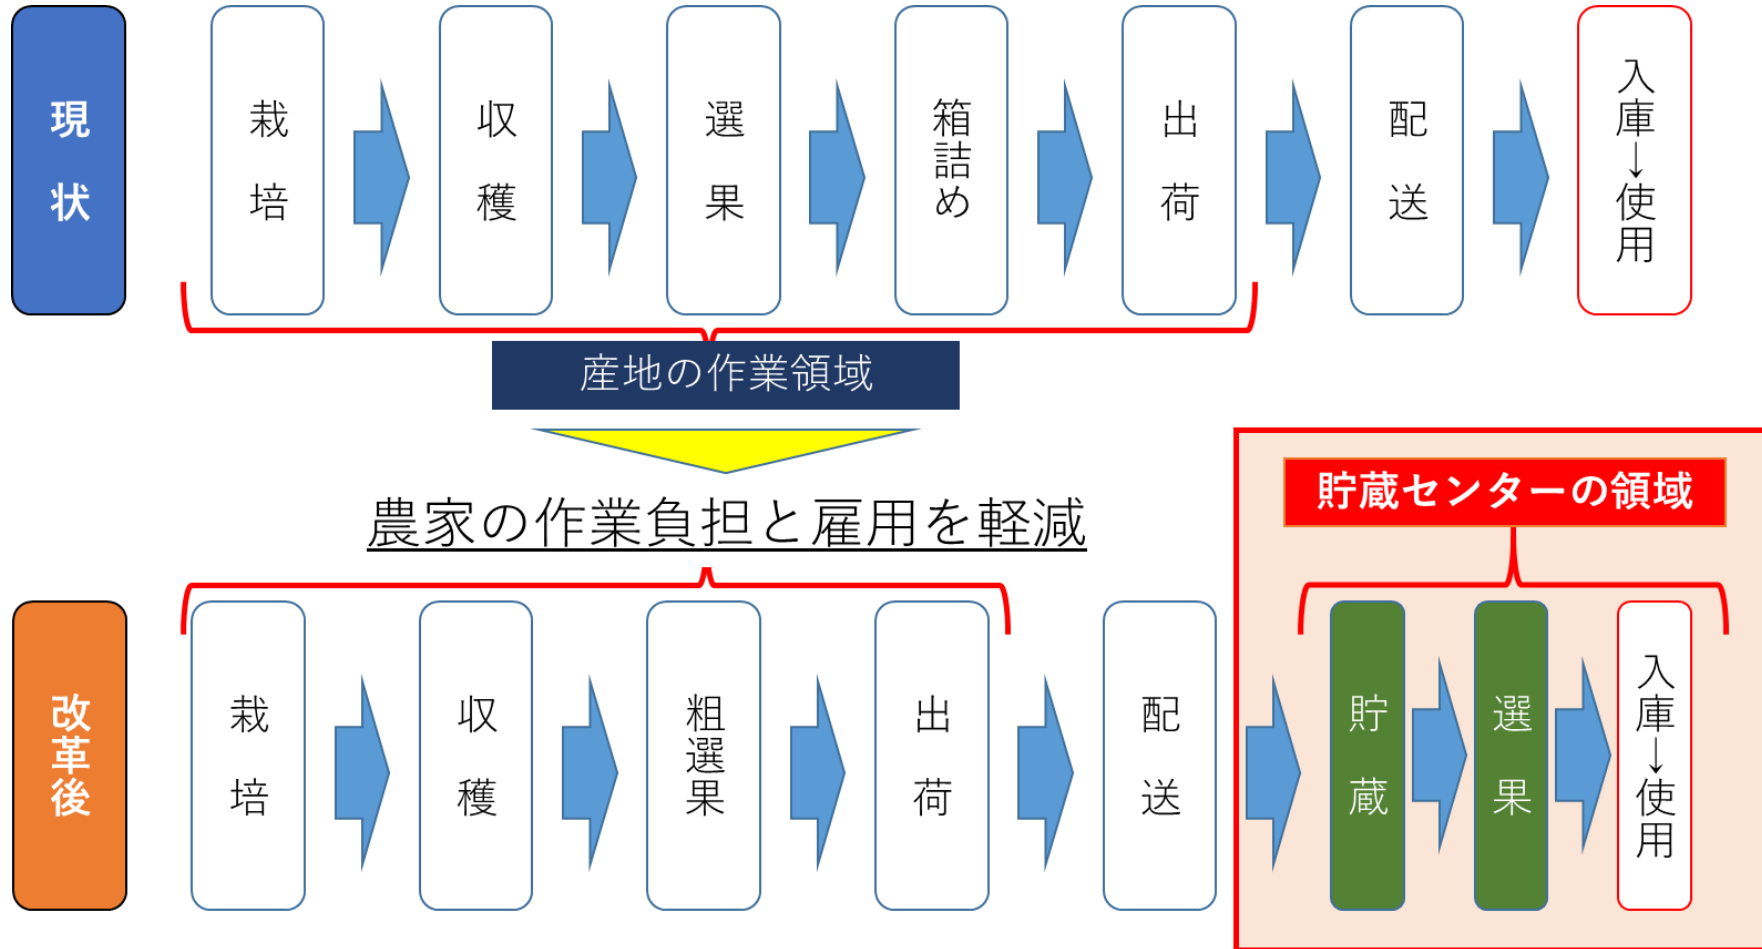 現状
栽培
収穫
選果
箱詰め
出荷
配送
入庫→使用
産地の作業領域
農家の作業負担と雇用を軽減
貯蔵センターの領域
改革後
栽培
収穫
粗選果
出荷
配送
貯蔵
選果
入庫→使用